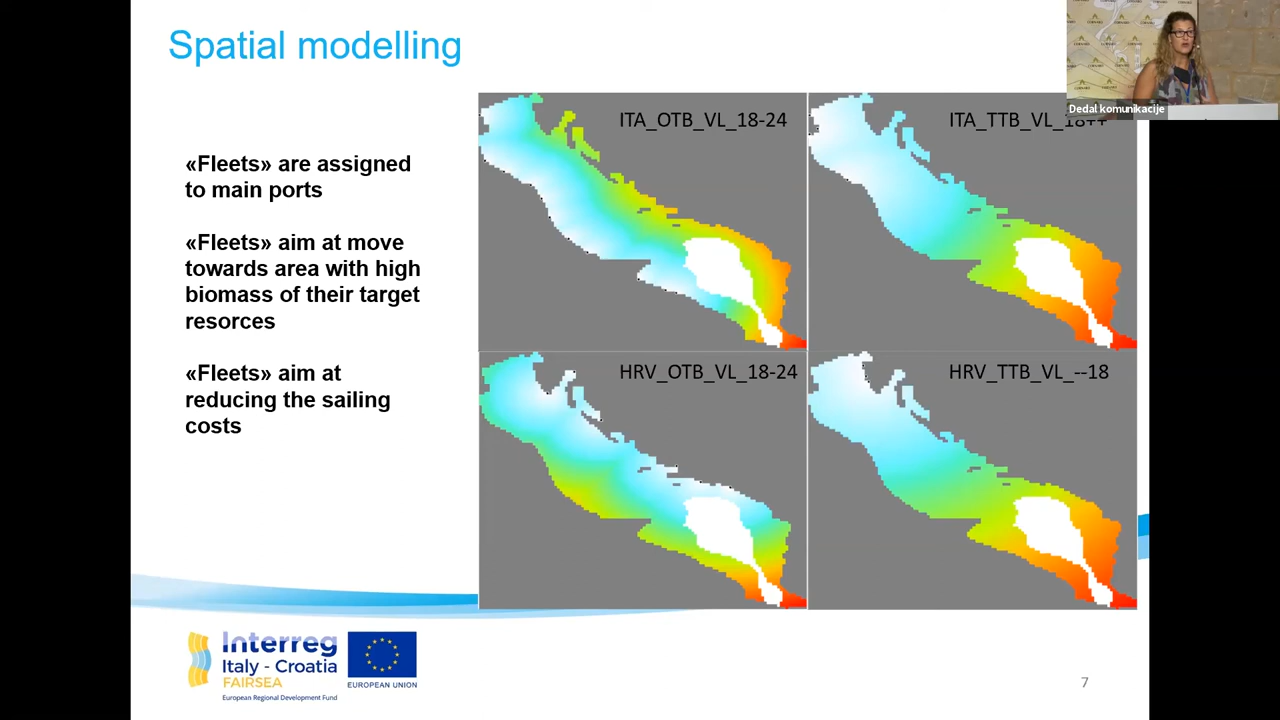 Spatial modelling
«Fleets» are assigned
to main ports
«Fleets» aim at move
towards area with high
biomass of their target
resorces
«Fleets» aim at
reducing the sailing
costs
ITA_OTB_VL_18-24
ITA_TTB_VL_18++
HRV_OTB_VL_18-24
HRV_TTB_VL_--18
Dedal komunikacije
Interreg
Italy - Croatia
FAIRSEA
European Regional Development Fund
EUROPEAN UNION
7